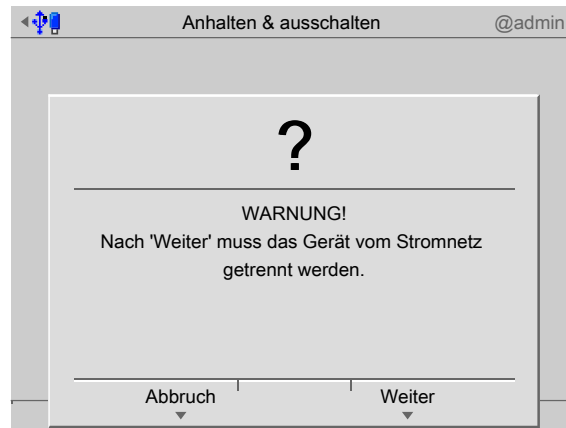 Anhalten & ausschalten @admin
?
WARNUNG!
Nach 'Weiter' muss das Gerät vom Stromnetz
getrennt werden.
Abbruch Weiter